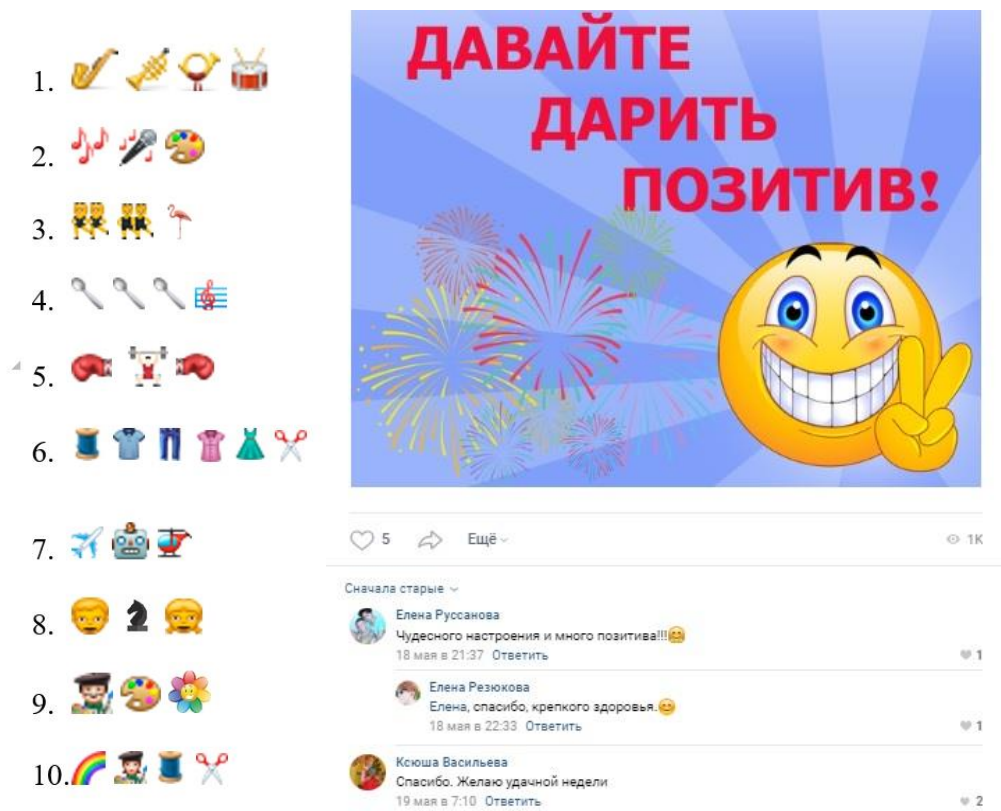 1.
2.
3.
4.
5.
6.
7.
8.
9.
10.
ДАВАЙТЕ
ДАРИТЬ
ПОЗИТИВ!
5 Ещё 1K
Сначала старые
Елена Руссанова
Чудесного настроения и много позитива!!!
18 мая в 21:37 Ответить 1
Елена Резюкова
Елена, спасибо, крепкого здоровья.
18 мая в 22:33 Ответить 1
Ксюша Васильева
Спасибо. Желаю удачной недели
19 мая в 7:10 Ответить 2